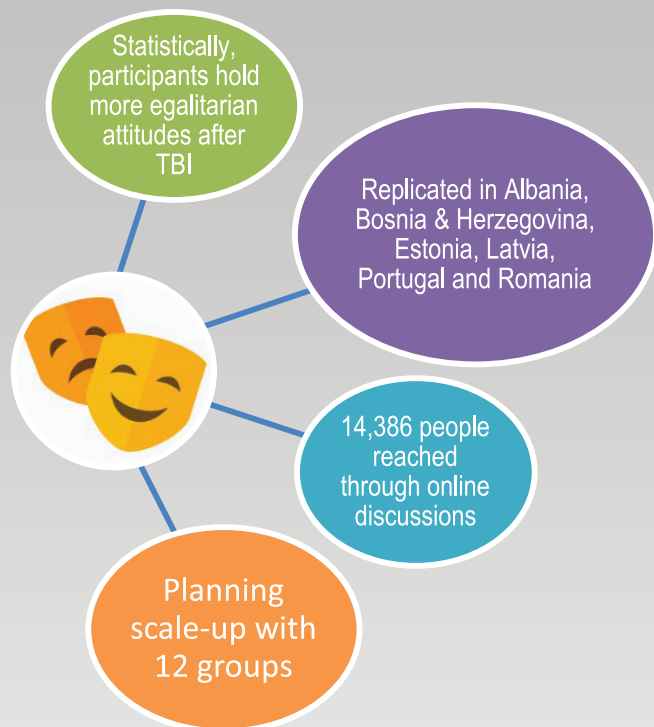 Statistically,
participants hold
more egalitarian
attitudes after
TBI
Replicated in Albania,
Bosnia & Herzegovina,
Estonia, Latvia,
Portugal and Romania
14,386 people
reached
through online
discussions
Planning
scale-up with
12 groups